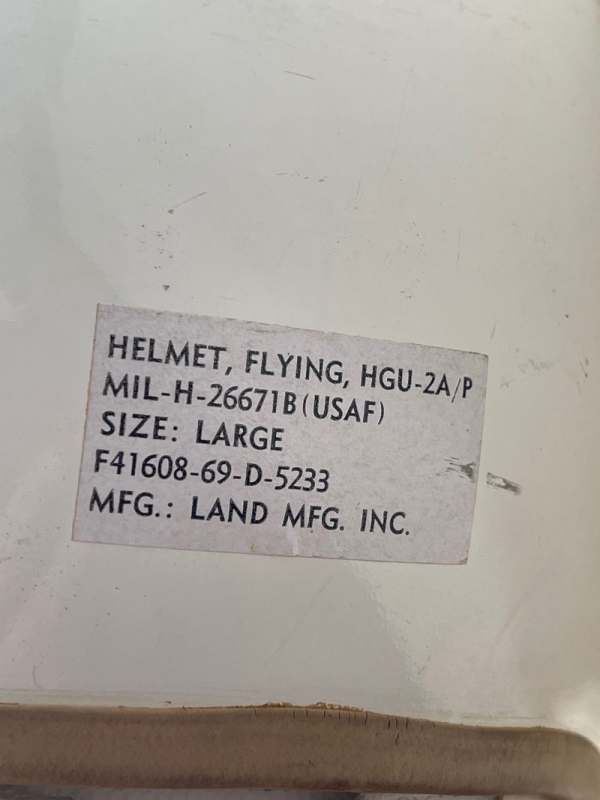 HELMET, FLYING, HGU-2A/P
MIL-H-26671B (USAF)
SIZE: LARGE
F41608-69-D-5233
MFG.: LAND MFG. INC.